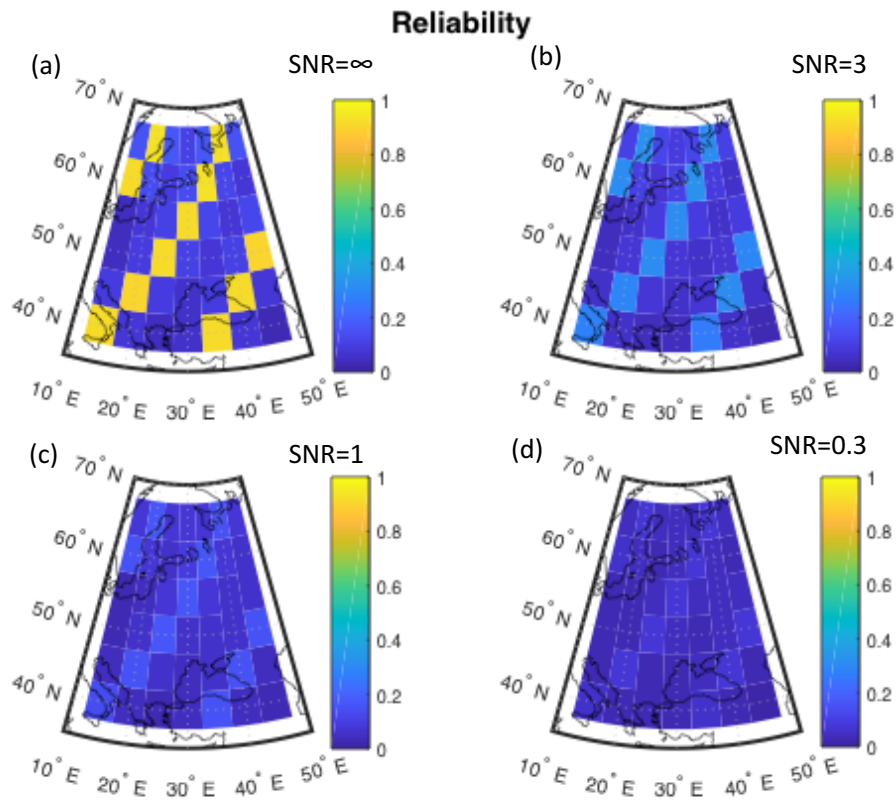 Reliability
(a) SNR=∞
70° N
60° N
50° N
40° N
10° E
20° E
30° E
40° E
50° E
1
0.8
0.6
0.4
0.2
0
(b) SNR=3
70° N
60° N
50° N
40° N
10° E
20° E
30° E
40° E
50° E
1
0.8
0.6
0.4
0.2
0
(c) SNR=1
70° N
60° N
50° N
40° N
10° E
20° E
30° E
40° E
50° E
1
0.8
0.6
0.4
0.2
0
(d) SNR=0.3
70° N
60° N
50° N
40° N
10° E
20° E
30° E
40° E
50° E
1
0.8
0.6
0.4
0.2
0